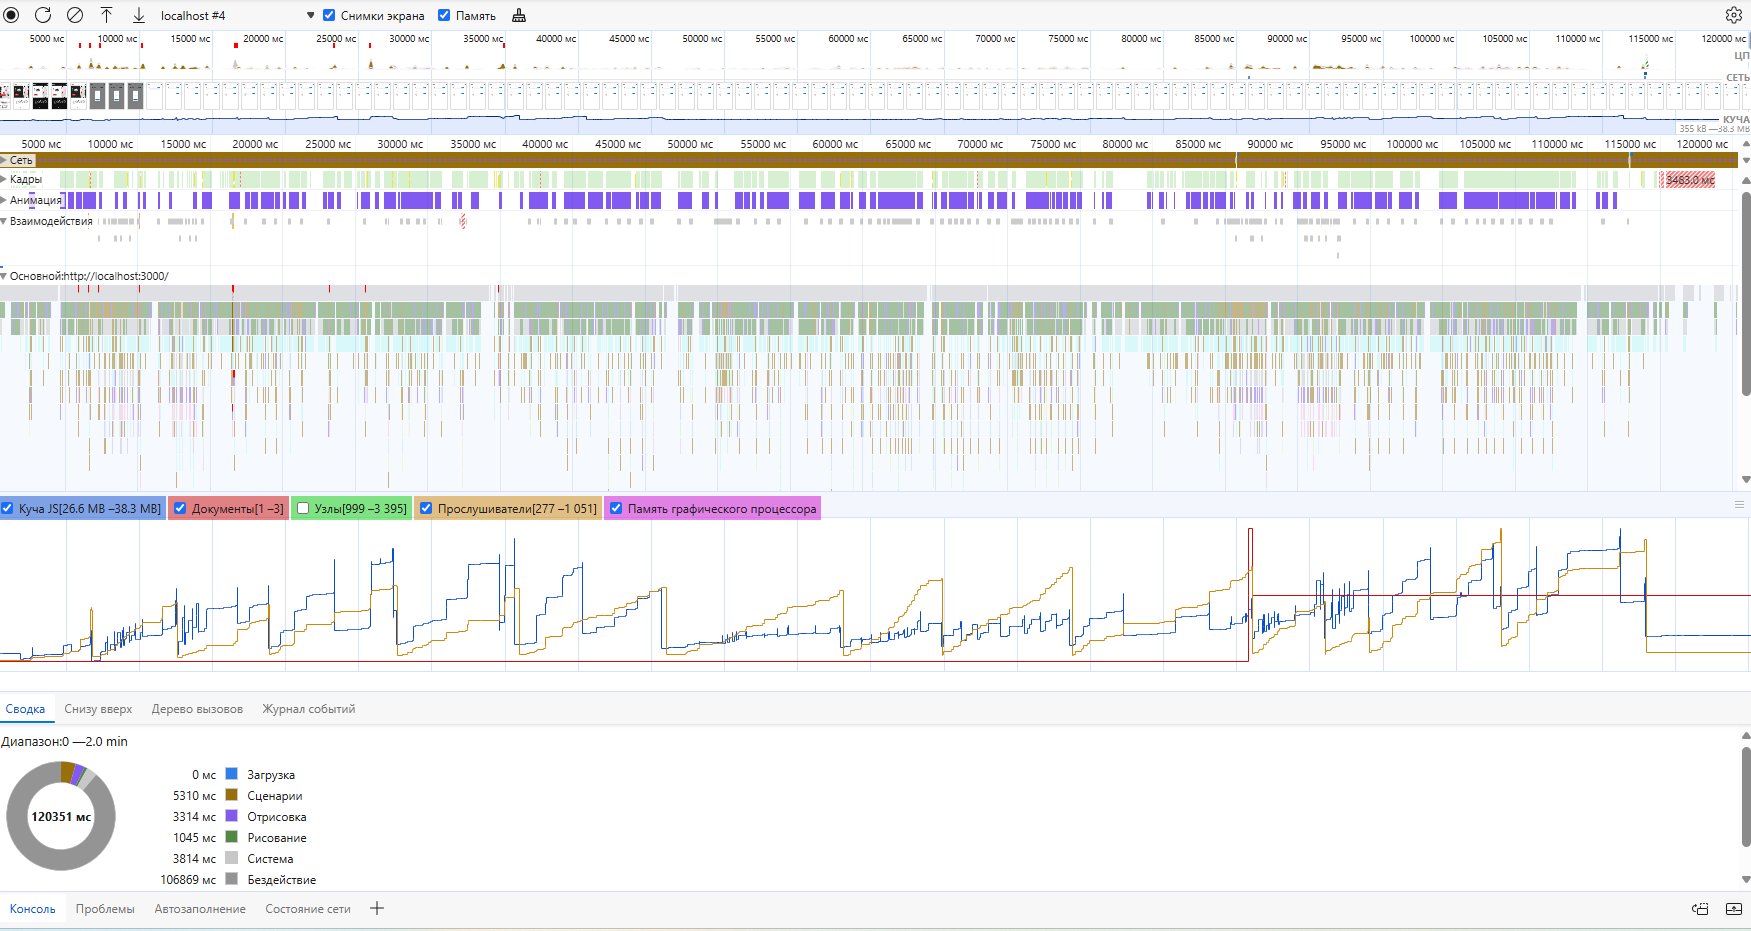 localhost #4 Снимки экрана Память
5000 мс 10000 мс 15000 мс 20000 мс 25000 мс 30000 мс 35000 мс 40000 мс 45000 мс 50000 мс 55000 мс 60000 мс 65000 мс 70000 мс 75000 мс 80000 мс 85000 мс 90000 мс 95000 мс 100000 мс 105000 мс 110000 мс 115000 мс 120000 мс
ЦП
СЕТЬ
КУЧА
355 kB —38.3 MB
5000 мс 10000 мс 15000 мс 20000 мс 25000 мс 30000 мс 35000 мс 40000 мс 45000 мс 50000 мс 55000 мс 60000 мс 65000 мс 70000 мс 75000 мс 80000 мс 85000 мс 90000 мс 95000 мс 100000 мс 105000 мс 110000 мс 115000 мс 120000 мс
Сеть
Кадры 3483.0 мс
Анимация
Взаимодействия
Основной:http://localhost:3000/
Куча JS[26.6 MB –38.3 MB] Документы[1 –3] Узлы[999 –3 395] Прослушиватели[277 –1 051] Память графического процессора
Сводка Снизу вверх Дерево вызовов Журнал событий
Диапазон:0 —2.0 min
120351 мс
0 мс Загрузка
5310 мс Сценарии
3314 мс Отрисовка
1045 мс Рисование
3814 мс Система
106869 мс Бездействие
Консоль Проблемы Автозаполнение Состояние сети